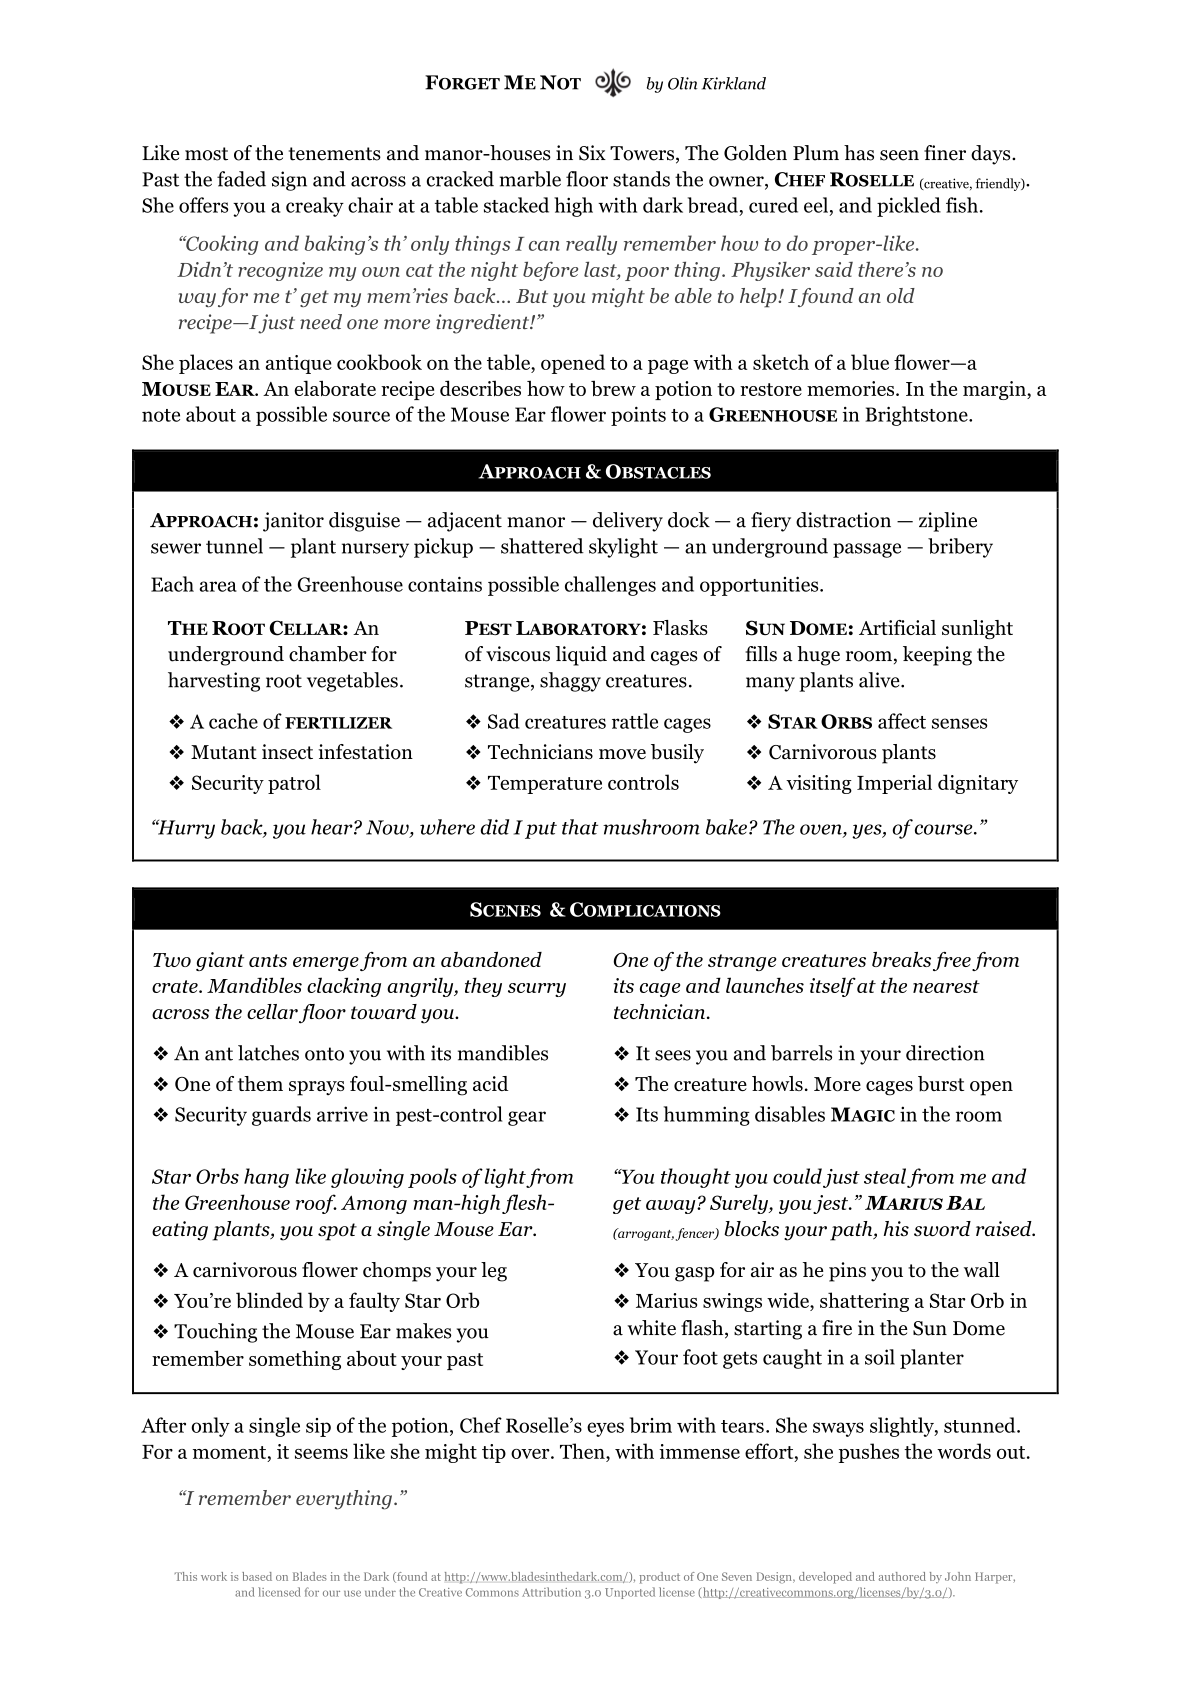 FORGET ME NOT by Olin Kirkland
Like most of the tenements and manor-houses in Six Towers, The Golden Plum has seen finer days.
Past the faded sign and across a cracked marble floor stands the owner, CHEF ROSELLE (creative, friendly).
She offers you a creaky chair at a table stacked high with dark bread, cured eel, and pickled fish.
“Cooking and baking’s th’ only things I can really remember how to do proper-like.
Didn’t recognize my own cat the night before last, poor thing. Physiker said there’s no
way for me t’ get my mem’ries back... But you might be able to help! I found an old
recipe—I just need one more ingredient!”
She places an antique cookbook on the table, opened to a page with a sketch of a blue flower—a
MOUSE EAR. An elaborate recipe describes how to brew a potion to restore memories. In the margin, a
note about a possible source of the Mouse Ear flower points to a GREENHOUSE in Brightstone.
APPROACH & OBSTACLES
APPROACH: janitor disguise — adjacent manor — delivery dock — a fiery distraction — zipline
sewer tunnel — plant nursery pickup — shattered skylight — an underground passage — bribery
Each area of the Greenhouse contains possible challenges and opportunities.
THE ROOT CELLAR: An
underground chamber for
harvesting root vegetables.
❖ A cache of FERTILIZER
❖ Mutant insect infestation
❖ Security patrol
PEST LABORATORY: Flasks
of viscous liquid and cages of
strange, shaggy creatures.
❖ Sad creatures rattle cages
❖ Technicians move busily
❖ Temperature controls
SUN DOME: Artificial sunlight
fills a huge room, keeping the
many plants alive.
❖ STAR ORBS affect senses
❖ Carnivorous plants
❖ A visiting Imperial dignitary
“Hurry back, you hear? Now, where did I put that mushroom bake? The oven, yes, of course.”
SCENES & COMPLICATIONS
Two giant ants emerge from an abandoned
crate. Mandibles clacking angrily, they scurry
across the cellar floor toward you.
❖ An ant latches onto you with its mandibles
❖ One of them sprays foul-smelling acid
❖ Security guards arrive in pest-control gear
One of the strange creatures breaks free from
its cage and launches itself at the nearest
technician.
❖ It sees you and barrels in your direction
❖ The creature howls. More cages burst open
❖ Its humming disables MAGIC in the room
Star Orbs hang like glowing pools of light from
the Greenhouse roof. Among man-high flesh-
eating plants, you spot a single Mouse Ear.
❖ A carnivorous flower chomps your leg
❖ You’re blinded by a faulty Star Orb
❖ Touching the Mouse Ear makes you
remember something about your past
“You thought you could just steal from me and
get away? Surely, you jest.” MARIUS BAL
(arrogant, fencer) blocks your path, his sword raised.
❖ You gasp for air as he pins you to the wall
❖ Marius swings wide, shattering a Star Orb in
a white flash, starting a fire in the Sun Dome
❖ Your foot gets caught in a soil planter
After only a single sip of the potion, Chef Roselle’s eyes brim with tears. She sways slightly, stunned.
For a moment, it seems like she might tip over. Then, with immense effort, she pushes the words out.
“I remember everything.”
This work is based on Blades in the Dark (found at http://www.bladesinthedark.com/), product of One Seven Design, developed and authored by John Harper,
and licensed for our use under the Creative Commons Attribution 3.0 Unported license (http://creativecommons.org/licenses/by/3.0/).